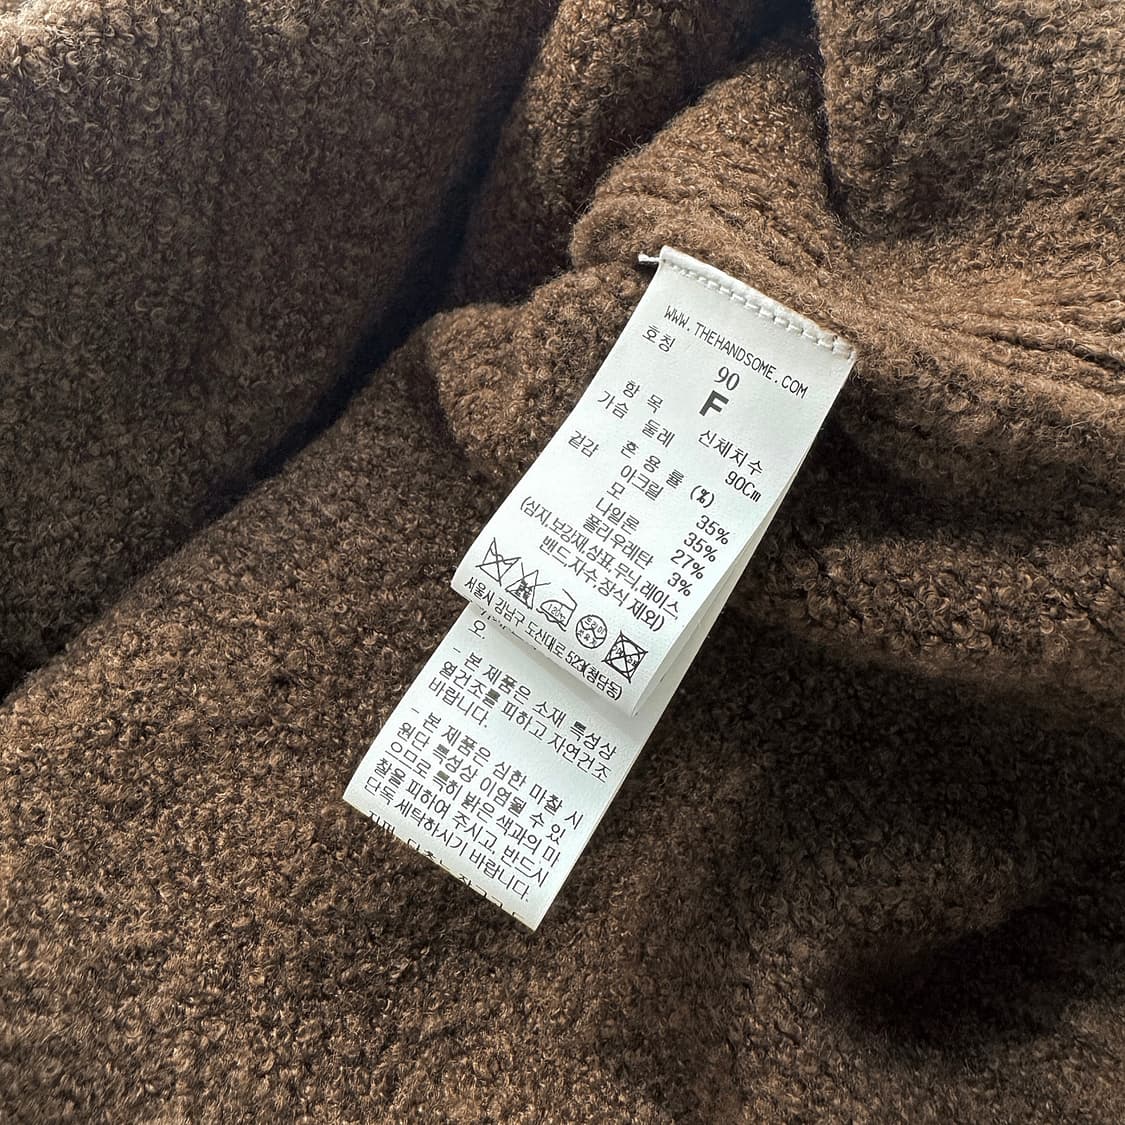 WWW.THEHANDSOME.COM
호칭
90
F
항 목 신체치수
가슴 둘레 90Cm
겉감 혼 용 률 (%)
아크릴 35%
모 35%
나일론 27%
폴리우레탄 3%
(심지,보강재,상표,무늬,레이스
밴드,자수,장식 제외)
서울시 강남구 도산대로 523(청담동)
오
- 본 제품은 소재 특성상
열건조를 피하고 자연건조
바랍니다.
- 본 제품은 심한 마찰 시
원단 특성상 이염될 수 있
으므로 특히 밝은 색과의 마
찰을 피하여 주시고, 반드시
단독 세탁하시기 바랍니다.